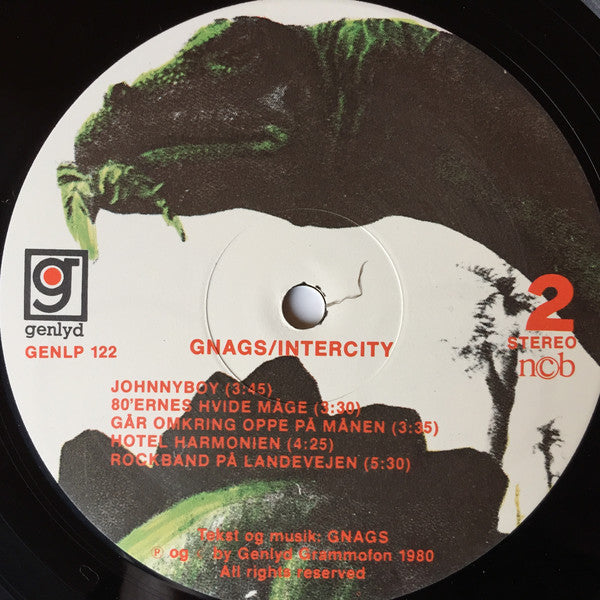 g
genlyd
GENLP 122
GNAGS/INTERCITY
2
STEREO
n©b
JOHNNYBOY (3:45)
80'ERNES HVIDE MÅGE (3:30)
GÅR OMKRING OPPE PÅ MÅNEN (3:35)
HOTEL HARMONIEN (4:25)
ROCKBAND PÅ LANDEVEJEN (5:30)
Tekst og musik: GNAGS
℗ og by Genlyd Grammofon 1980
All rights reserved